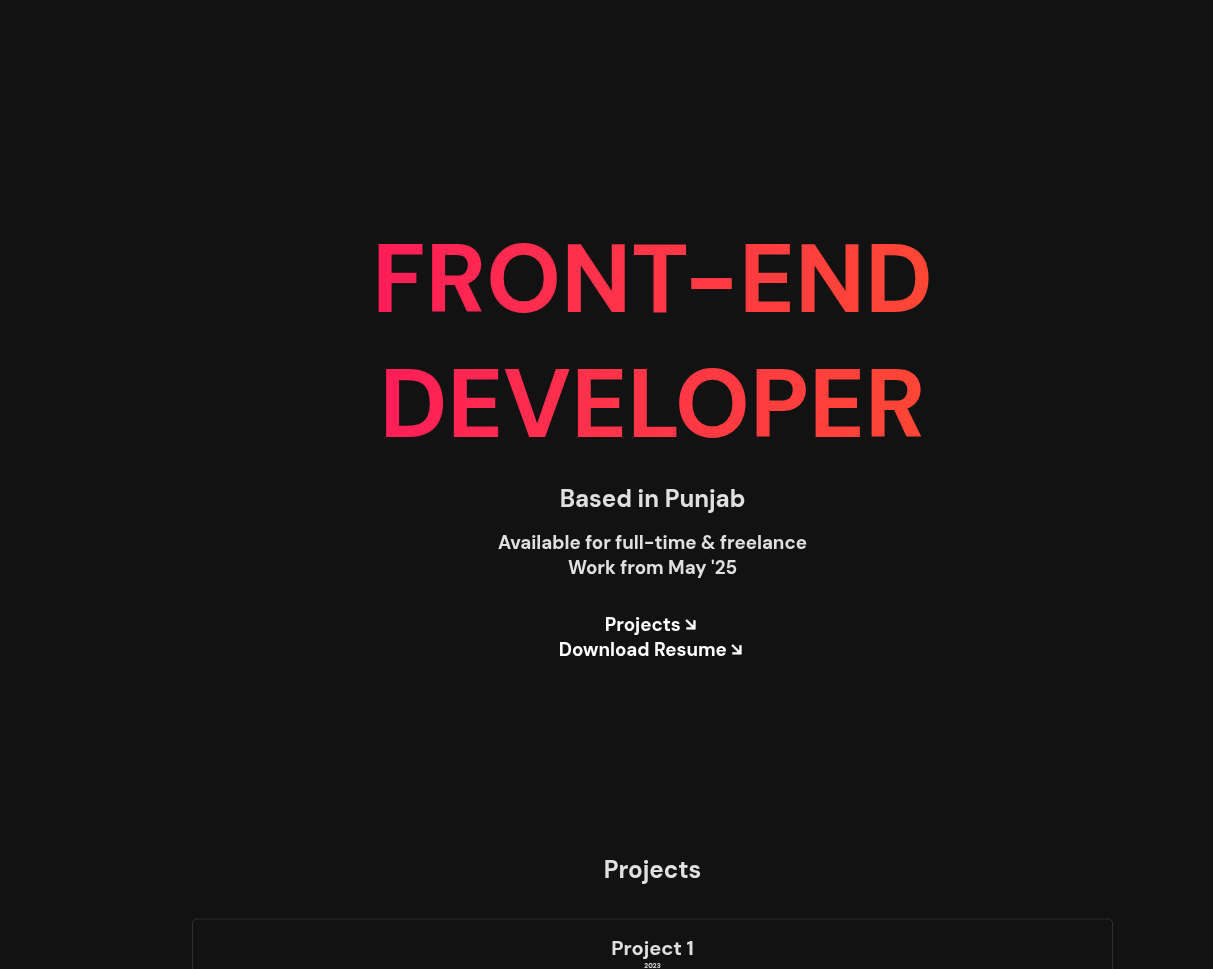 FRONT-END
DEVELOPER
Based in Punjab
Available for full-time & freelance
Work from May '25
Projects ↘
Download Resume ↘
Projects
Project 1
2023